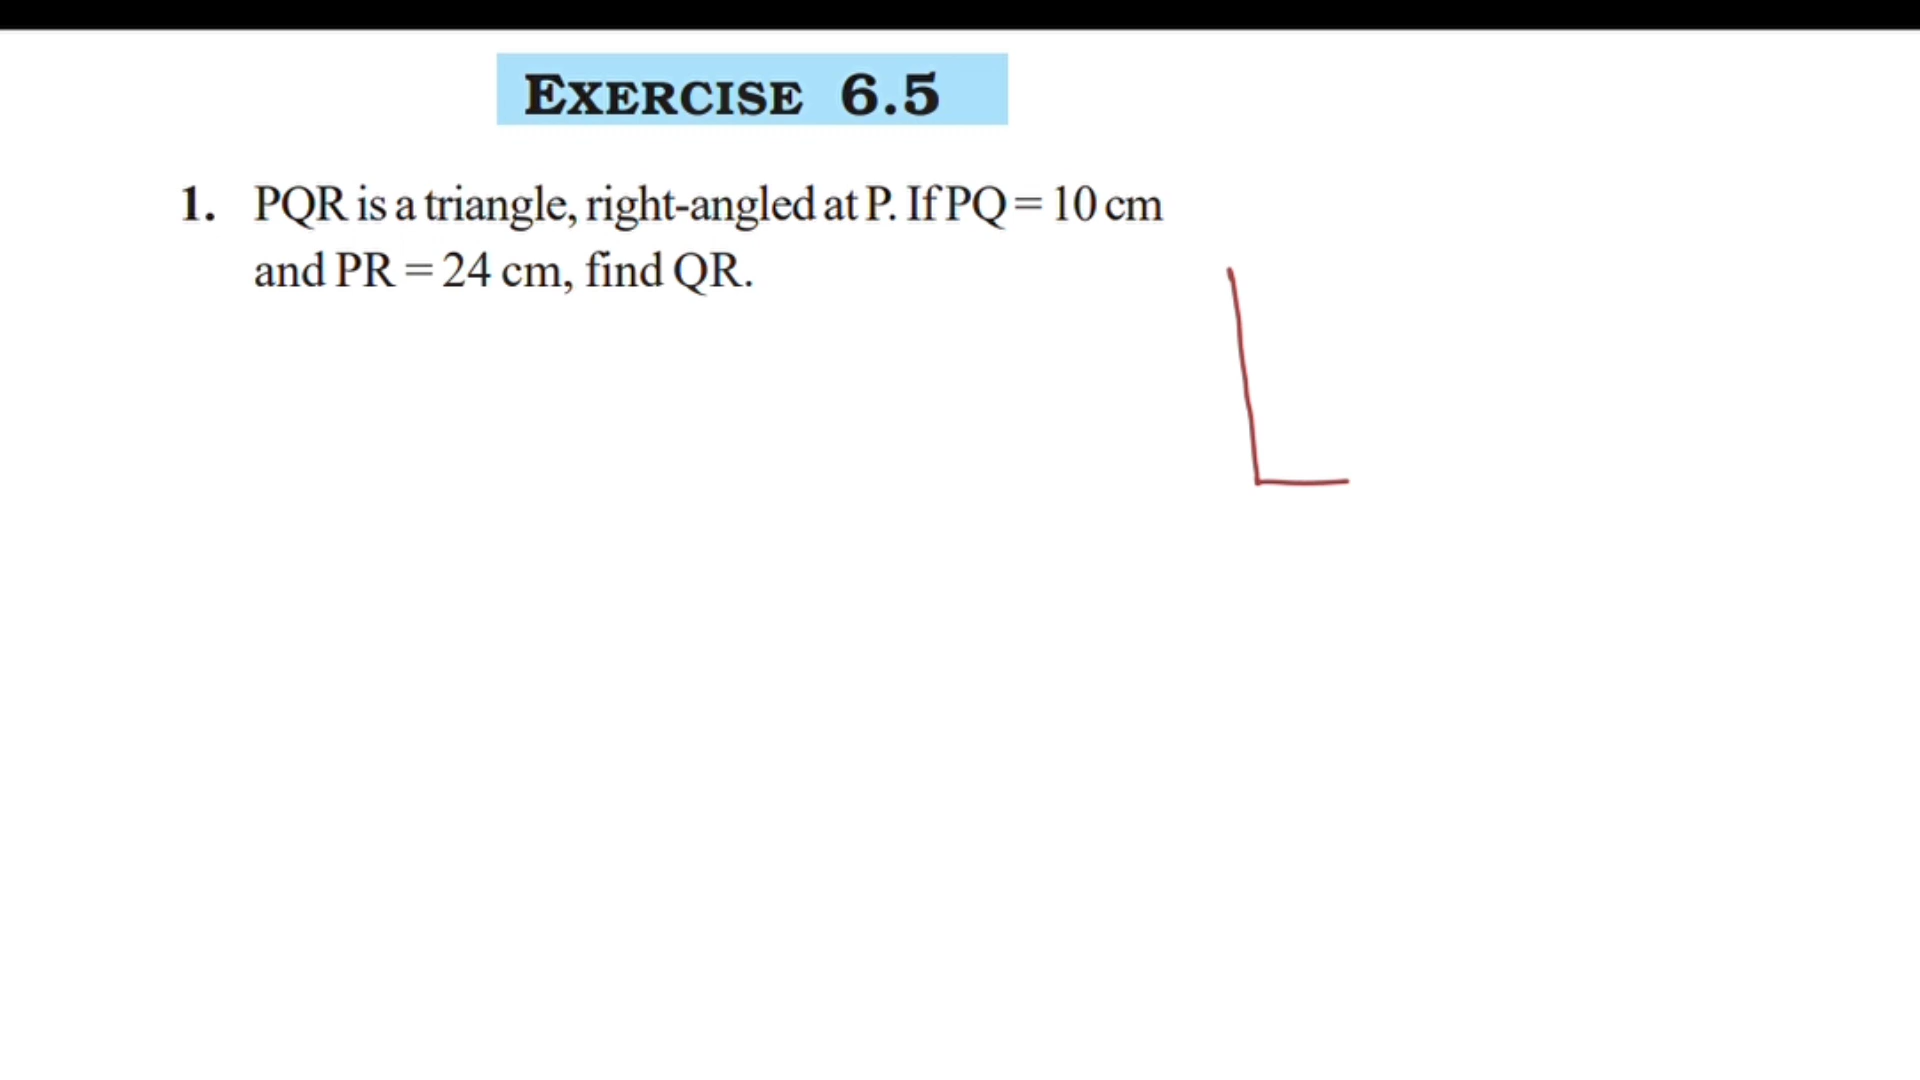 EXERCISE 6.5
1. PQR is a triangle, right-angled at P. If PQ = 10 cm
and PR = 24 cm, find QR.